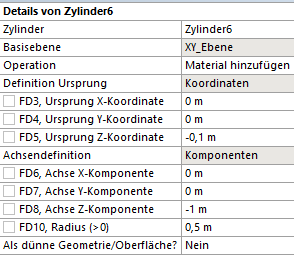 Details von Zylinder6
Zylinder Zylinder6
Basisebene XY_Ebene
Operation Material hinzufügen
Definition Ursprung Koordinaten
FD3, Ursprung X-Koordinate 0 m
FD4, Ursprung Y-Koordinate 0 m
FD5, Ursprung Z-Koordinate -0,1 m
Achsendefinition Komponenten
FD6, Achse X-Komponente 0 m
FD7, Achse Y-Komponente 0 m
FD8, Achse Z-Komponente -1 m
FD10, Radius (>0) 0,5 m
Als dünne Geometrie/Oberfläche? Nein